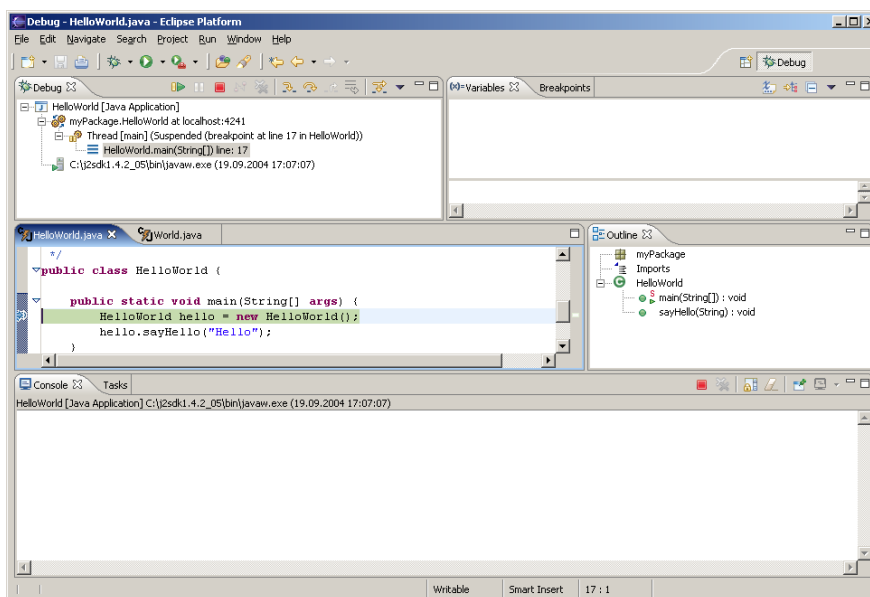 Debug - HelloWorld.java - Eclipse Platform
File Edit Navigate Search Project Run Window Help
Debug
Debug
HelloWorld [Java Application]
myPackage.HelloWorld at localhost:4241
Thread [main] (Suspended (breakpoint at line 17 in HelloWorld))
HelloWorld.main(String[]) line: 17
C:\j2sdk1.4.2_05\bin\javaw.exe (19.09.2004 17:07:07)
(x)=Variables Breakpoints
HelloWorld.java World.java
*/
public class HelloWorld {
public static void main(String[] args) {
HelloWorld hello = new HelloWorld();
hello.sayHello("Hello");
}
Outline
myPackage
Imports
HelloWorld
main(String[]) : void
sayHello(String) : void
Console Tasks
HelloWorld [Java Application] C:\j2sdk1.4.2_05\bin\javaw.exe (19.09.2004 17:07:07)
Writable Smart Insert 17 : 1